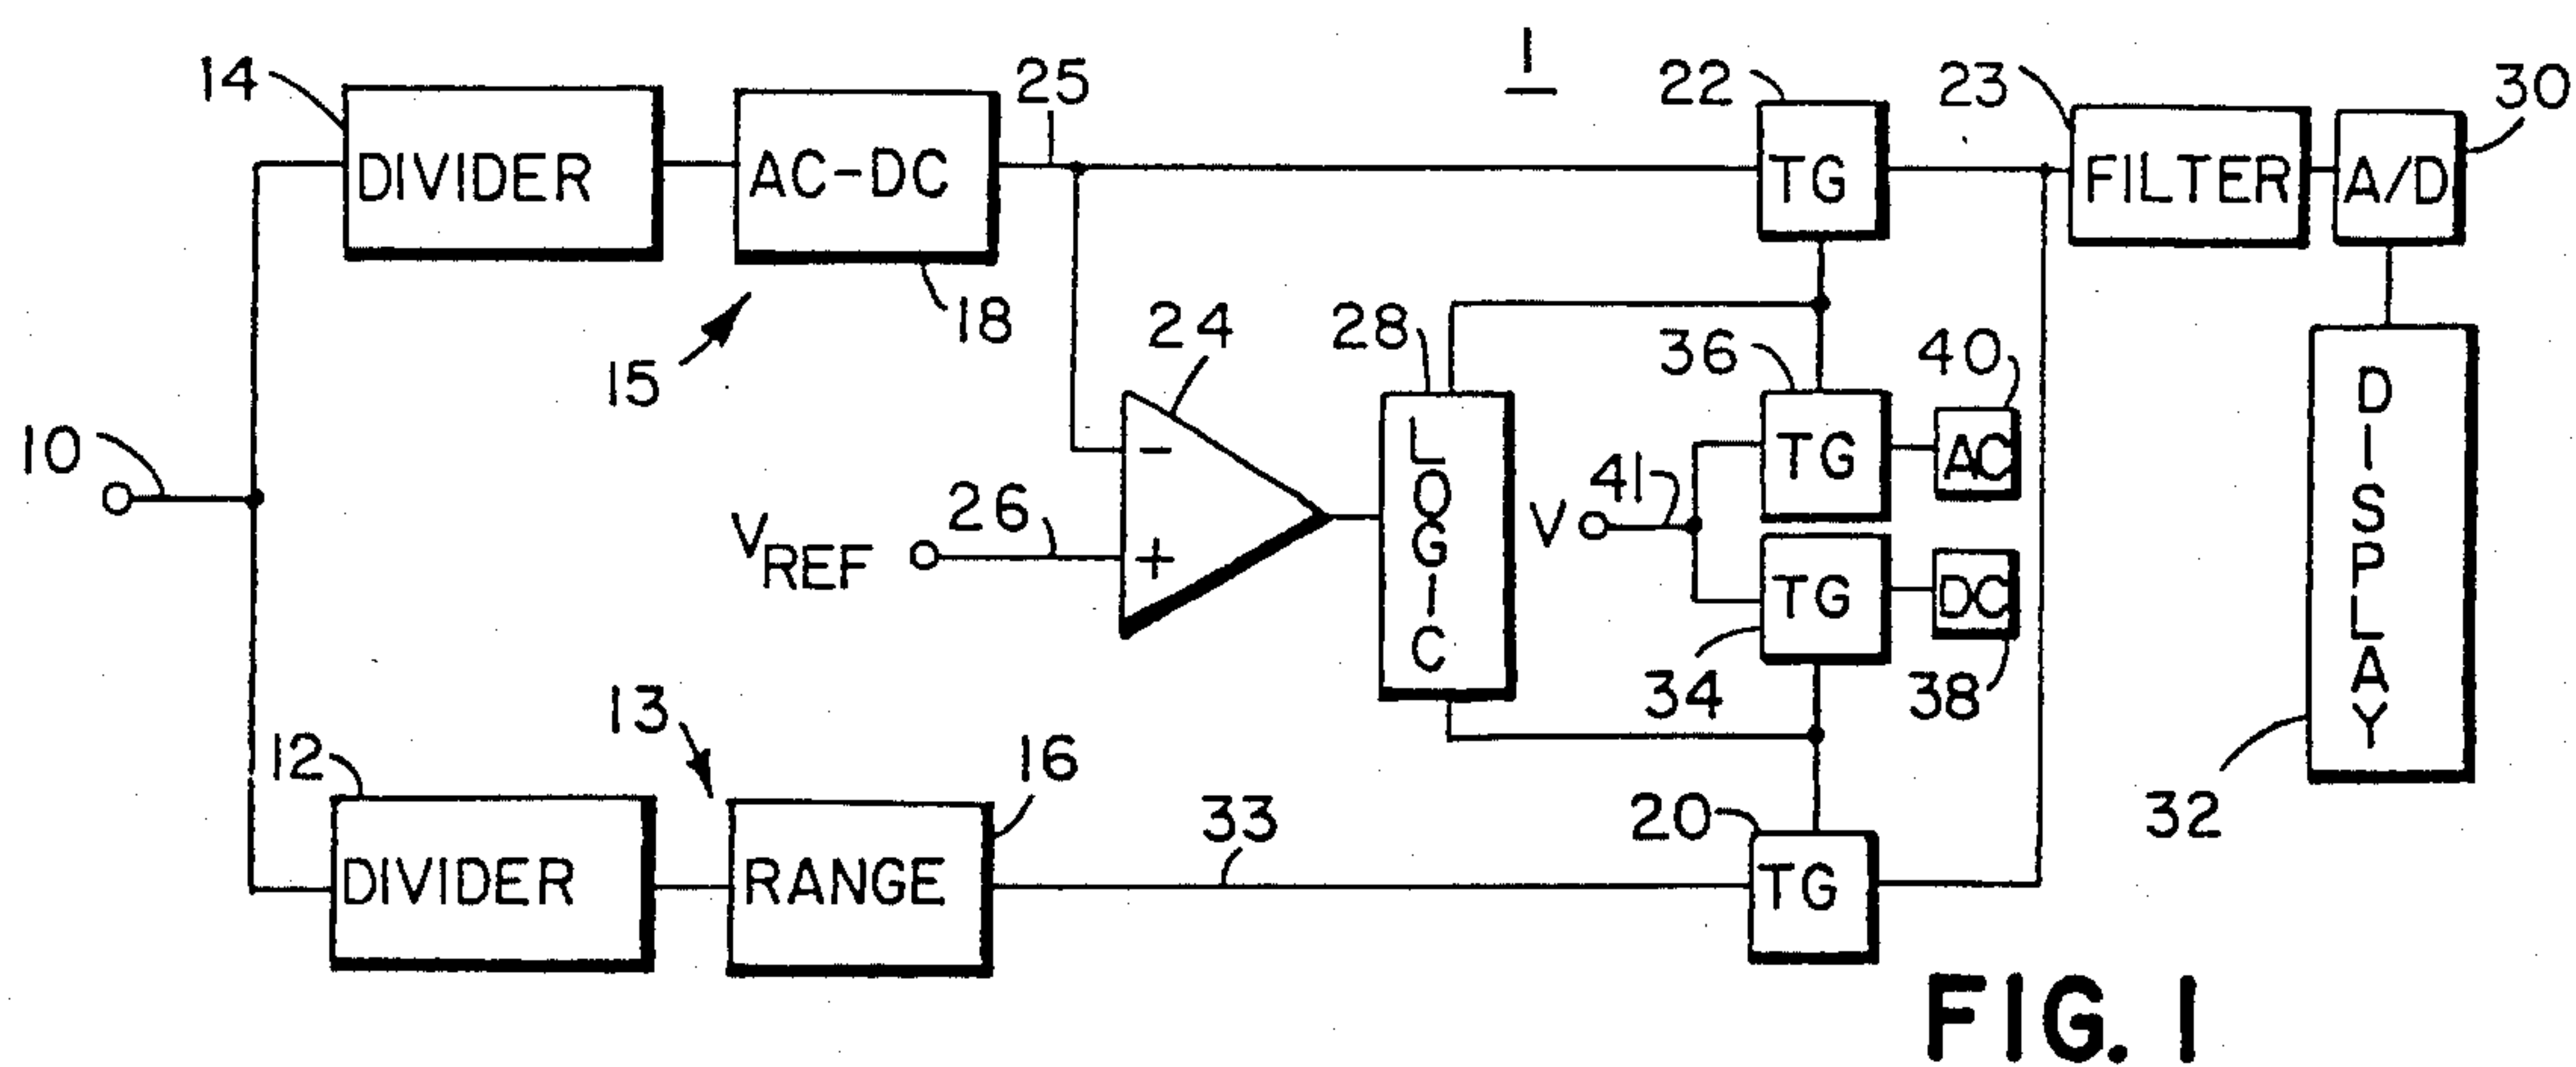 1
14
DIVIDER
AC-DC
25
22
TG
23
FILTER
A/D
30
18
15
24
28
36
40
10
−
+
V REF
26
LOGIC
V
41
TG
AC
TG
DC
34
38
DISPLAY
32
12
DIVIDER
13
RANGE
16
33
20
TG
FIG. 1